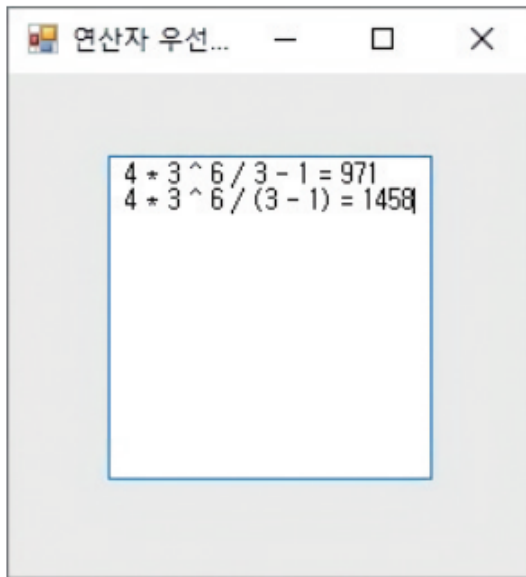 연산자 우선...
4 * 3 ^ 6 / 3 - 1 = 971
4 * 3 ^ 6 / (3 - 1) = 1458